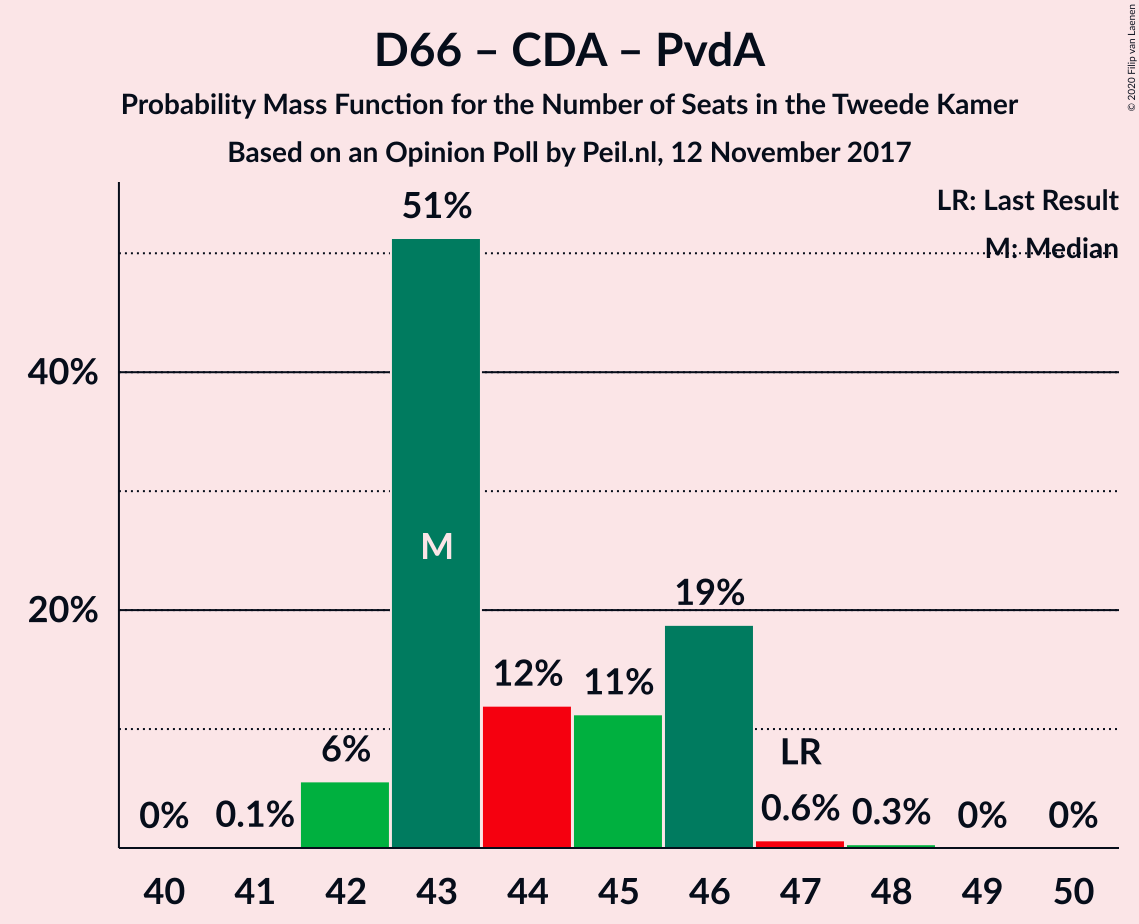 D66 – CDA – PvdA
Probability Mass Function for the Number of Seats in the Tweede Kamer
Based on an Opinion Poll by Peil.nl, 12 November 2017
© 2020 Filip van Laenen
LR: Last Result
M: Median
40%
20%
0%
0.1%
6%
51%
M
12%
11%
19%
LR
0.6%
0.3%
0%
0%
40 41 42 43 44 45 46 47 48 49 50